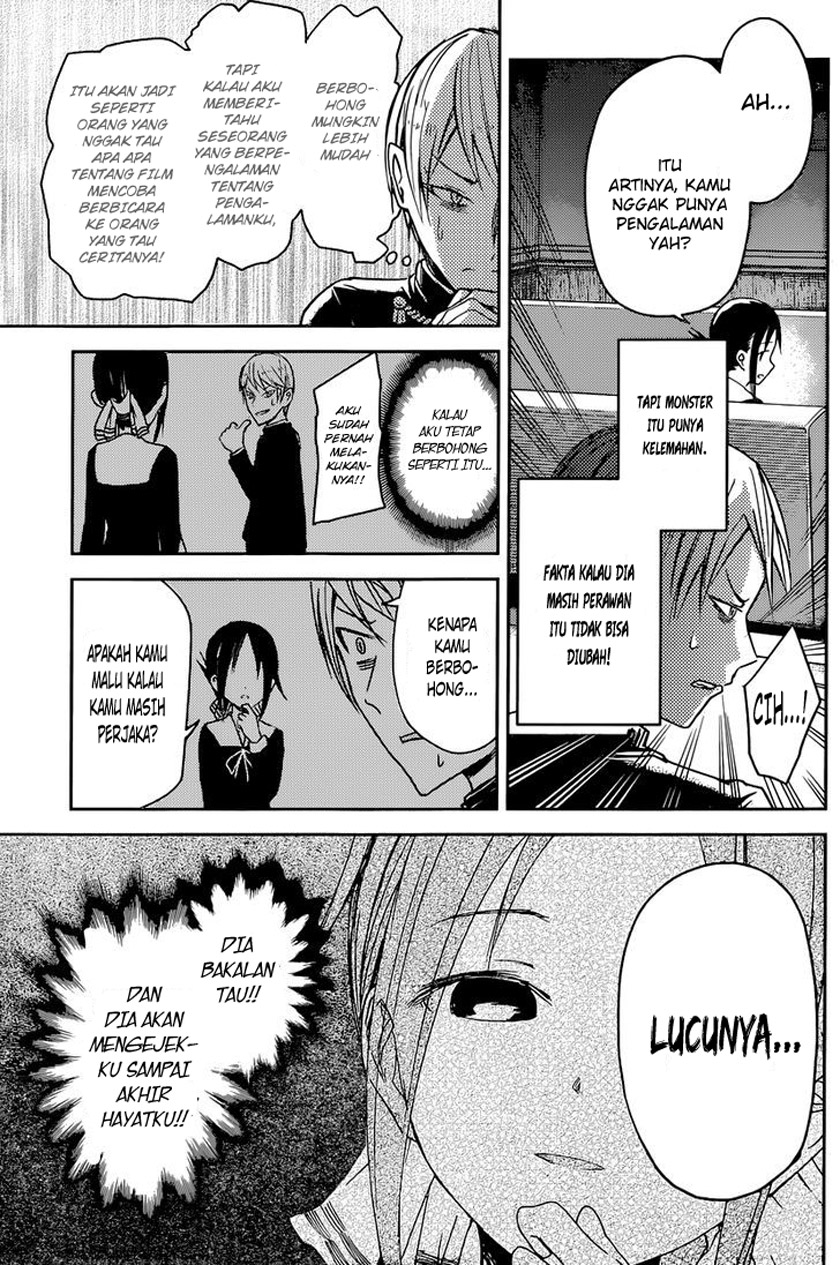 AH...
ITU
ARTINYA, KAMU
NGGAK PUNYA
PENGALAMAN
YAH?
TAPI MONSTER
ITU PUNYA
KELEMAHAN.
FAKTA KALAU DIA
MASIH PERAWAN
ITU TIDAK BISA
DIUBAH!
CIH...!
BERBO-
HONG
MUNGKIN
LEBIH
MUDAH
TAPI
KALAU AKU
MEMBERI-
TAHU
SESEORANG
YANG BERPE-
NGALAMAN
TENTANG
PENGA-
LAMANKU,
ITU AKAN JADI
SEPERTI
ORANG YANG
NGGAK TAU
APA APA
TENTANG FILM
MENCOBA
BERBICARA
KE ORANG
YANG TAU
CERITANYA!
KALAU
AKU TETAP
BERBOHONG
SEPERTI ITU...
AKU
SUDAH
PERNAH
MELA-
KUKAN-
NYA!!
KENAPA
KAMU
BERBO-
HONG...
APAKAH KAMU
MALU KALAU
KAMU MASIH
PERJAKA?
LUCUNYA...
DIA
BAKALAN
TAU!!
DAN
DIA AKAN
MENGEJEK-
KU SAMPAI
AKHIR
HAYATKU!!